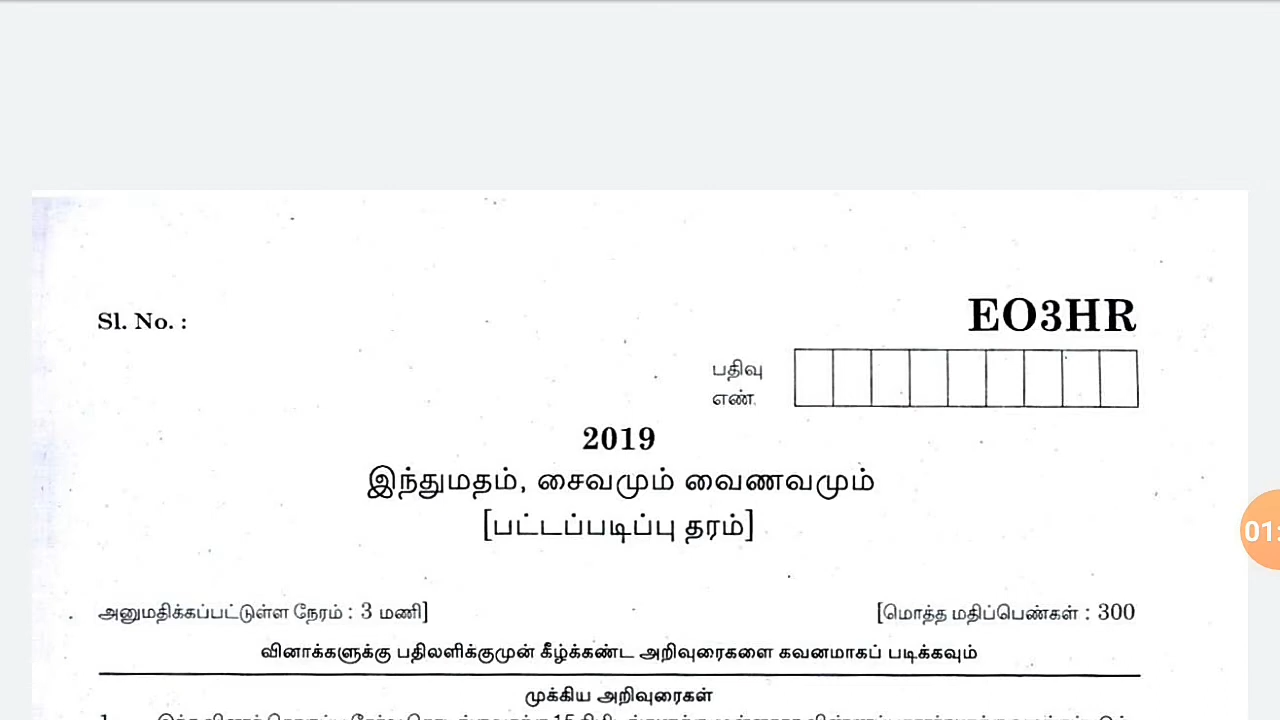 Sl. No. :
EO3HR
பதிவு
எண்.
2019
இந்துமதம், சைவமும் வைணவமும்
[பட்டப்படிப்பு தரம்]
அனுமதிக்கப்பட்டுள்ள நேரம் : 3 மணி]
[மொத்த மதிப்பெண்கள் : 300
வினாக்களுக்கு பதிலளிக்குமுன் கீழ்க்கண்ட அறிவுரைகளை கவனமாகப் படிக்கவும்
முக்கிய அறிவுரைகள்